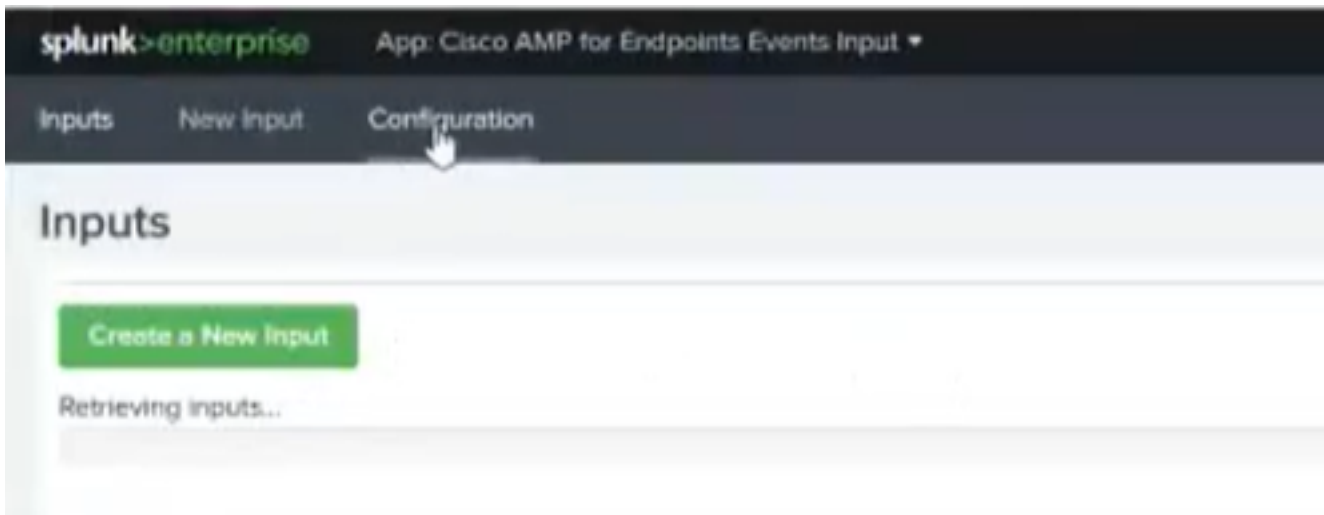 splunk>enterprise App: Cisco AMP for Endpoints Events Input
Inputs New Input Configuration
Inputs
Create a New Input
Retrieving inputs...